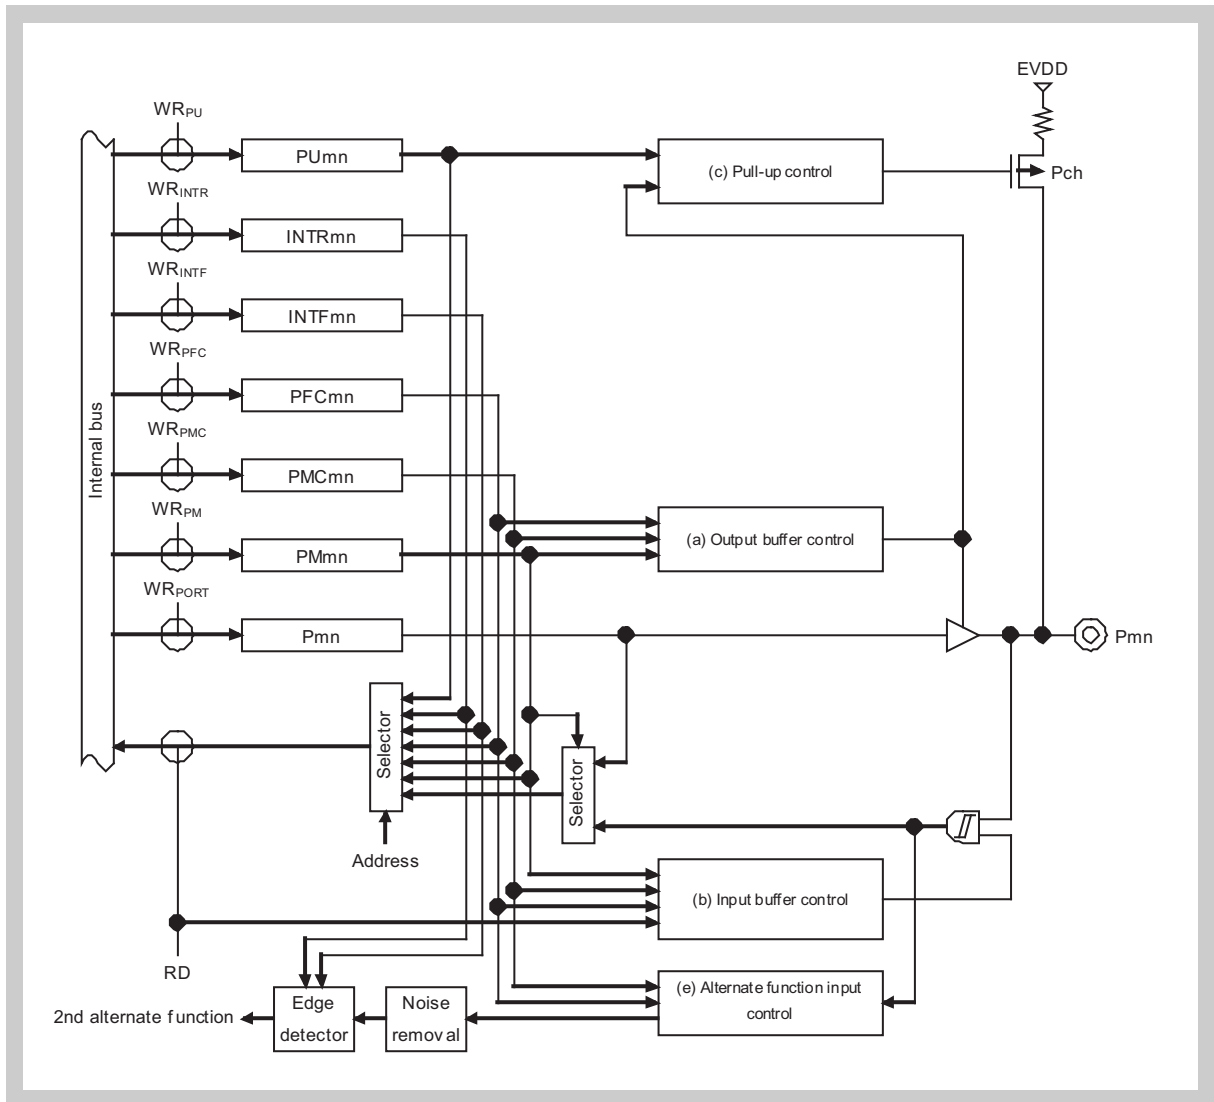 EVDD
WRPU
PUmn
(c) Pull-up control
Pch
WRINTR
INTRmn
WRINTF
INTFmn
WRPFC
PFCmn
Internal bus
WRPMC
PMCmn
WRPM
PMmn
(a) Output buffer control
WRPORT
Pmn
Pmn
Selector
Selector
Address
(b) Input buffer control
RD
(e) Alternate function input
control
Edge
detector
Noise
removal
2nd alternate function